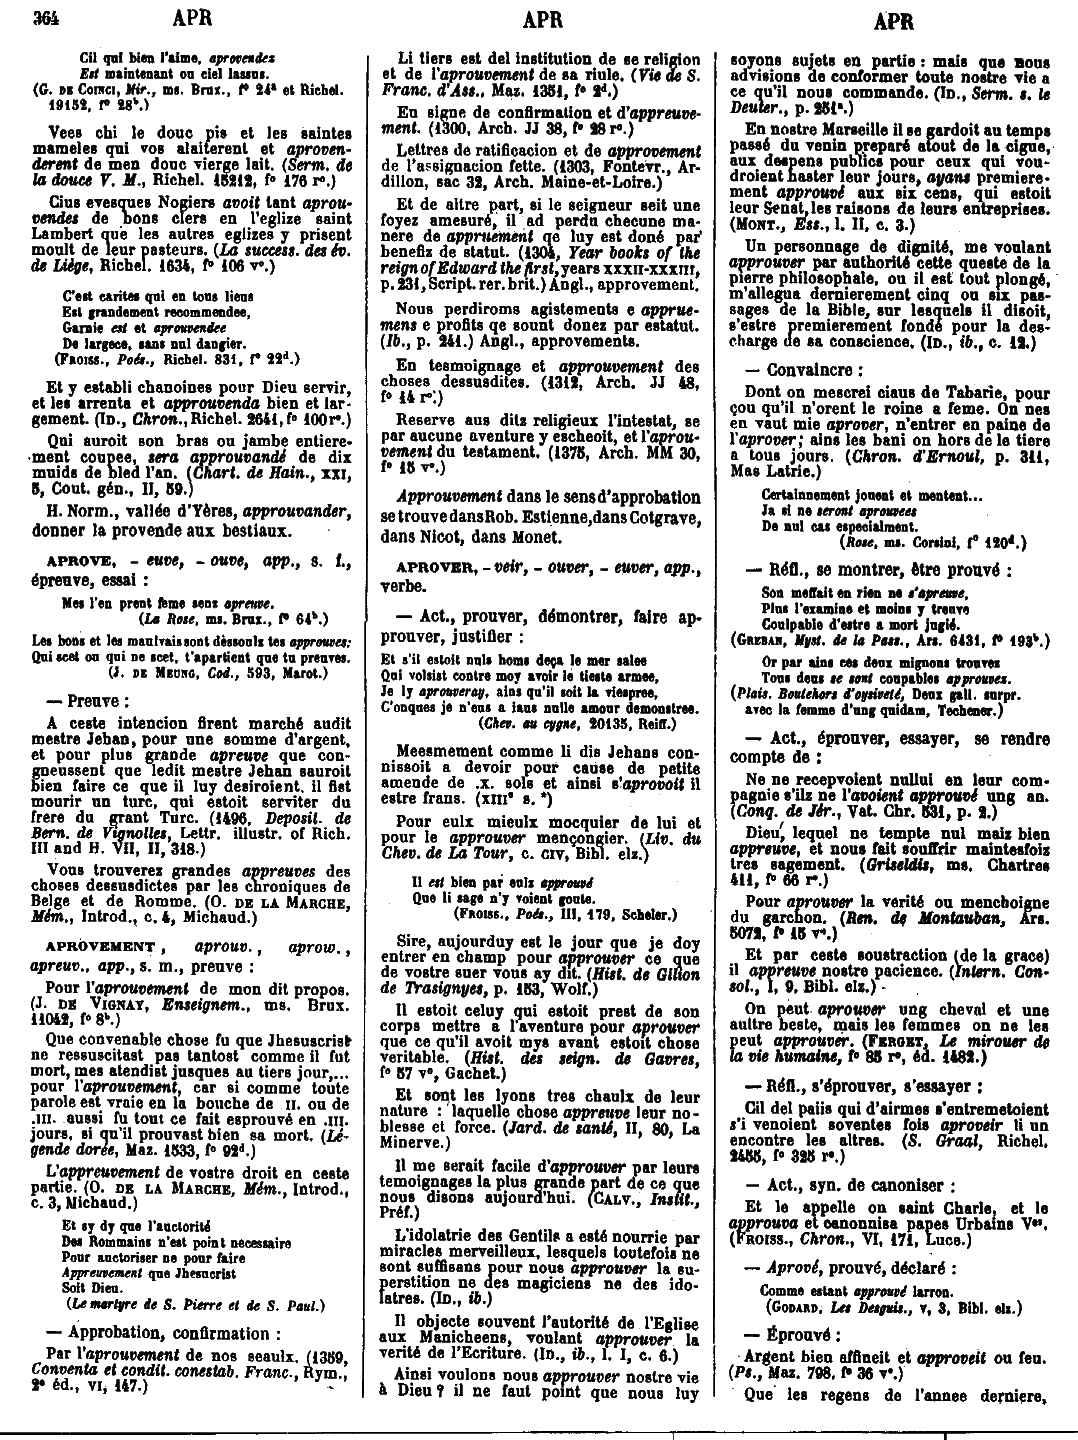 364 APR APR APR
Cil qui bien l'aime, aprovendez
Est maintenant ou ciel lassus.
(G. DE COINCI, Mir., ms. Brux., f° 24ª et Richel.
19152, f° 28ᵇ.)
Vees chi le douc pis et les saintes
mameles qui vos alaiterent et aproven-
derent de men douc vierge lait. (Serm. de
la douce V. M., Richel. 15212, f° 176 r°.)
Cius evesques Nogiers avoit tant aprou-
vendes de bons clers en l'eglize saint
Lambert que les autres eglizes y prisent
moult de leur pasteurs. (La success. des év.
de Liège, Richel. 1634, f° 106 v°.)
C'est carites qui en tous liens
Est grandement recommendee,
Garnie est et aprouvendee
De largece, sans nul dangier.
(FROISS., Poés., Richel. 831, f° 22ᵈ.)
Et y establi chanoines pour Dieu servir,
et les arrenta et approuvenda bien et lar-
gement. (ID., Chron., Richel. 2641, f° 100 r°.)
Qui auroit son bras ou jambe entiere-
ment coupee, sera approuvandé de dix
muids de bled l'an. (Chart. de Hain., XXI,
5, Cout. gén., II, 59.)
H. Norm., vallée d'Yères, approuvander,
donner la provende aux bestiaux.
APROVE, - euve, - ouve, app., s. f.,
épreuve, essai :
Mes l'en prent feme senz apreuve.
(La Rose, ms. Brux., f° 64ᵇ.)
Les bons et les maulvais sont dessouls tes approuves:
Qui scet ou qui ne scet, t'apartient que tu preuves.
(J. DE MEUNG, Cod., 593, Marot.)
— Preuve :
A ceste intencion firent marché audit
mestre Jehan, pour une somme d'argent,
et pour plus grande apreuve que con-
gneussent que ledit mestre Jehan sauroit
bien faire ce que il luy desiroient, il fist
mourir un turc, qui estoit serviter du
frere du grant Turc. (1496, Deposit. de
Bern. de Vignolles, Lettr. illustr. of Rich.
III and H. VII, II, 318.)
Vous trouverez grandes appreuves des
choses dessusdictes par les chroniques de
Belge et de Romme. (O. DE LA MARCHE,
Mém., Introd., c. 4, Michaud.)
APROVEMENT, aprouv., aprow.,
apreuv., app., s. m., preuve :
Pour l'aprouvement de mon dit propos.
(J. DE VIGNAY, Enseignem., ms. Brux.
11042, f° 8ᵇ.)
Que convenable chose fu que Jhesuscrist
ne ressuscitast pas tantost comme il fut
mort, mes atendist jusques au tiers jour,...
pour l'aprouvement, car si comme toute
parole est vraie en la bouche de .II. ou de
.III. aussi fu tout ce fait esprouvé en .III.
jours, si qu'il prouvast bien sa mort. (Lé-
gende dorée, Maz. 1533, f° 92ᵈ.)
L'appreuvement de vostre droit en ceste
partie. (O. DE LA MARCHE, Mém., Introd.,
c. 3, Michaud.)
Et sy dy que l'auctorité
Des Rommains n'est point necessaire
Pour auctoriser ne pour faire
Appreuvement que Jhesucrist
Soit Dieu.
(Le martyre de S. Pierre et de S. Paul.)
— Approbation, confirmation :
Par l'aprouvement de nos seaulx. (1359,
Conventa et condit. conestab. Franc., Rym.,
2ᵉ éd., VI, 147.)
Li tiers est del institution de se religion
et de l'aprouvement de sa riule. (Vie de S.
Franc. d'Ass., Maz. 1351, f° 2ᵈ.)
En signe de confirmation et d'appreuve-
ment. (1300, Arch. JJ 38, f° 28 r°.)
Lettres de ratificacion et de approvement
de l'assignacion fette. (1303, Fontevr., Ar-
dillon, sac 32, Arch. Maine-et-Loire.)
Et de altre part, si le seigneur seit une
foyez amesuré, il ad perdu checune ma-
nere de appruement qe luy est doné par
benefiz de statut. (1304, Year books of the
reign of Edward the first, years XXXII-XXXIII,
p. 231, Script. rer. brit.) Angl., approvement.
Nous perdiroms agistements e apprue-
mens e profits qe sount donez par estatut.
(Ib., p. 241.) Angl., approvements.
En tesmoignage et approuvement des
choses dessusdites. (1312, Arch. JJ 48,
f° 14 r°.)
Reserve aus ditz religieux l'intestat, se
par aucune aventure y escheoit, et l'aprou-
vement du testament. (1375, Arch. MM 30,
f° 15 v°.)
Approuvement dans le sens d'approbation
se trouve dans Rob. Estienne, dans Cotgrave,
dans Nicot, dans Monet.
APROVER, - veir, - ouver, - euver, app.,
verbe.
— Act., prouver, démontrer, faire ap-
prouver, justifier :
Et s'il estoit nuls homs deça le mer salee
Qui volsist contre moy avoir le tieste armee,
Je ly aprouveray, ains qu'il soit la viespree,
C'onques je n'eus a iaus nulle amour demonstree.
(Chev. au cygne, 20135, Reiff.)
Meesmement comme li dis Jehans con-
nissoit a devoir pour cause de petite
amende de .x. sols et ainsi s'aprovoit il
estre frans. (XIIIᵉ s. *)
Pour eulx mieulx mocquier de lui et
pour le approuver mençongier. (Liv. du
Chev. de La Tour, c. CIV, Bibl. elz.)
Il est bien par eulz approuvé
Que li sage n'y voient goute.
(FROISS., Poés., III, 179, Scheler.)
Sire, aujourduy est le jour que je doy
entrer en champ pour approuver ce que
de vostre suer vous ay dit. (Hist. de Gilion
de Trasignyes, p. 153, Wolf.)
Il estoit celuy qui estoit prest de son
corps mettre a l'aventure pour aprouver
que ce qu'il avoit mys avant estoit chose
veritable. (Hist. des seign. de Gavres,
f° 57 v°, Gachet.)
Et sont les lyons tres chaulx de leur
nature : laquelle chose appreuve leur no-
blesse et force. (Jard. de santé, II, 80, La
Minerve.)
Il me serait facile d'approuver par leurs
temoignages la plus grande part de ce que
nous disons aujourd'hui. (CALV., Instit.,
Préf.)
L'idolatrie des Gentils a esté nourrie par
miracles merveilleux, lesquels toutefois ne
sont suffisans pour nous approuver la su-
perstition ne des magiciens ne des ido-
latres. (ID., ib.)
Il objecte souvent l'autorité de l'Eglise
aux Manicheens, voulant approuver la
verité de l'Ecriture. (ID., ib., l. I, c. 6.)
Ainsi voulons nous approuver nostre vie
à Dieu ? il ne faut point que nous luy
soyons sujets en partie : mais que nous
advisions de conformer toute nostre vie a
ce qu'il nous commande. (ID., Serm. s. le
Deuter., p. 251ª.)
En nostre Marseille il se gardoit au temps
passé du venin preparé atout de la cigue,
aux despens publics pour ceux qui vou-
droient haster leur jours, ayans premiere-
ment approuvé aux six cens, qui estoit
leur Senat, les raisons de leurs entreprises.
(MONT., Ess., l. II, c. 3.)
Un personnage de dignité, me voulant
approuver par authorité cette queste de la
pierre philosophale, ou il est tout plongé,
m'allegua dernierement cinq ou six pas-
sages de la Bible, sur lesquels il disoit,
s'estre premierement fondé pour la des-
charge de sa conscience. (ID., ib., c. 12.)
— Convaincre :
Dont on mescrei ciaus de Tabarie, pour
çou qu'il n'orent le roine a feme. On nes
en vaut mie aprover, n'entrer en paine de
l'aprover; ains les bani on hors de le tiere
a tous jours. (Chron. d'Ernoul, p. 311,
Mas Latrie.)
Certainnement jouent et mentent...
Ja si ne seront aprouvees
De nul cas especialment.
(Rose, ms. Corsini, f° 120ᵈ.)
— Réfl., se montrer, être prouvé :
Son meffait en rien ne s'apreuve,
Plus l'examine et moins y treuve
Coulpable d'estre a mort jugié.
(GREBAN, Myst. de la Pass., Ars. 6431, f° 193ᵇ.)
Or par ains ces deux mignons trouvez
Tous deux se sont coupables approuvez.
(Plais. Boutehors d'oysiveté, Deux gall. surpr.
avec la femme d'ung quidam, Techener.)
— Act., éprouver, essayer, se rendre
compte de :
Ne ne recepvoient nullui en leur com-
pagnie s'ilz ne l'avoient approuvé ung an.
(Conq. de Jér., Vat. Chr. 531, p. 2.)
Dieu, lequel ne tempte nul maiz bien
appreuve, et nous fait souffrir maintesfoiz
tres sagement. (Griseldis, ms. Chartres
411, f° 66 r°.)
Pour aprouver la verité ou menchoigne
du garchon. (Ren. de Montauban, Ars.
5072, f° 15 v°.)
Et par ceste soustraction (de la grace)
il appreuve nostre pacience. (Intern. Con-
sol., I, 9, Bibl. elz.)
On peut aprouver ung cheval et une
aultre beste, mais les femmes on ne les
peut approuver. (FERGET, Le mirouer de
la vie humaine, f° 85 r°, éd. 1482.)
— Réfl., s'éprouver, s'essayer :
Cil del païis qui d'airmes s'entremetoient
s'i venoient soventes fois aproveir li un
encontre les altres. (S. Graal, Richel.
2455, f° 325 r°.)
— Act., syn. de canoniser :
Et le appelle on saint Charle, et le
approuva et canonnisa papes Urbains Vᵉˢ.
(FROISS., Chron., VI, 171, Luce.)
— Aprové, prouvé, déclaré :
Comme estant approuvé larron.
(GODARD, Les Desguis., V, 3, Bibl. elz.)
— Éprouvé :
Argent bien affineit et approveit ou feu.
(Ps., Maz. 798, f° 36 v°.)
Que les regens de l'annee derniere,